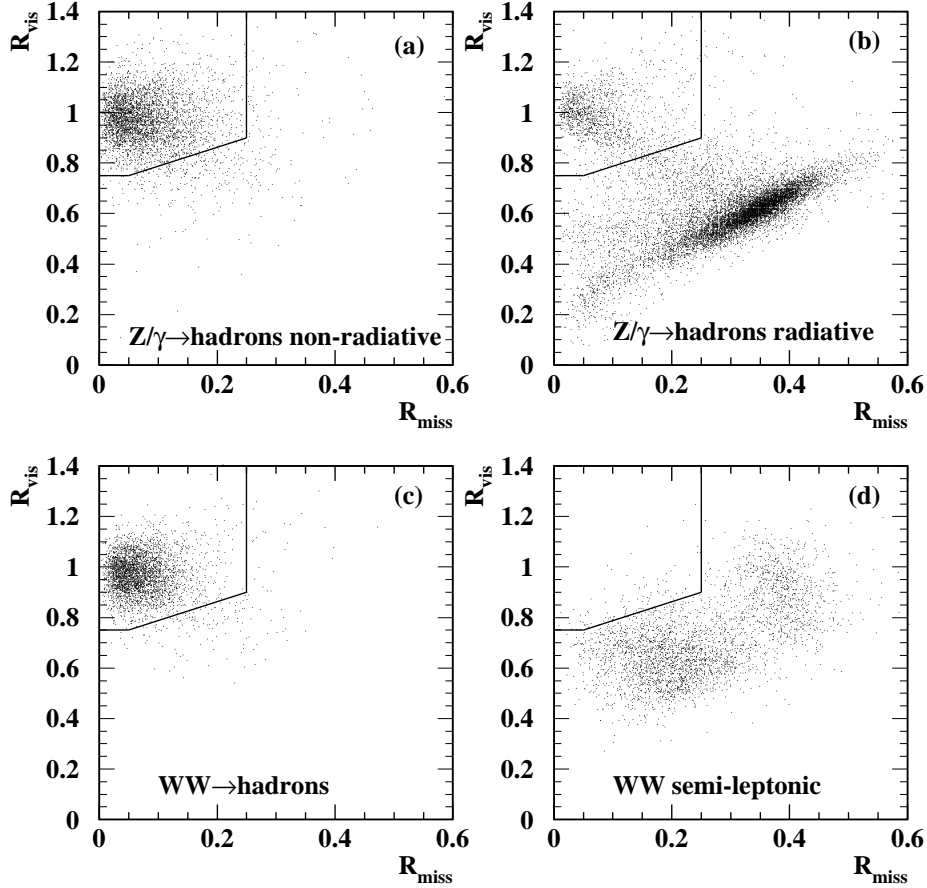 R_vis
1.4
(a)
1.2
1
0.8
0.6
0.4
0.2
Z/γ→hadrons non-radiative
0
0 0.2 0.4 0.6
R_miss
R_vis
1.4
(b)
1.2
1
0.8
0.6
0.4
0.2
Z/γ→hadrons radiative
0
0 0.2 0.4 0.6
R_miss
R_vis
1.4
(c)
1.2
1
0.8
0.6
0.4
0.2
WW→hadrons
0
0 0.2 0.4 0.6
R_miss
R_vis
1.4
(d)
1.2
1
0.8
0.6
0.4
0.2
WW semi-leptonic
0
0 0.2 0.4 0.6
R_miss